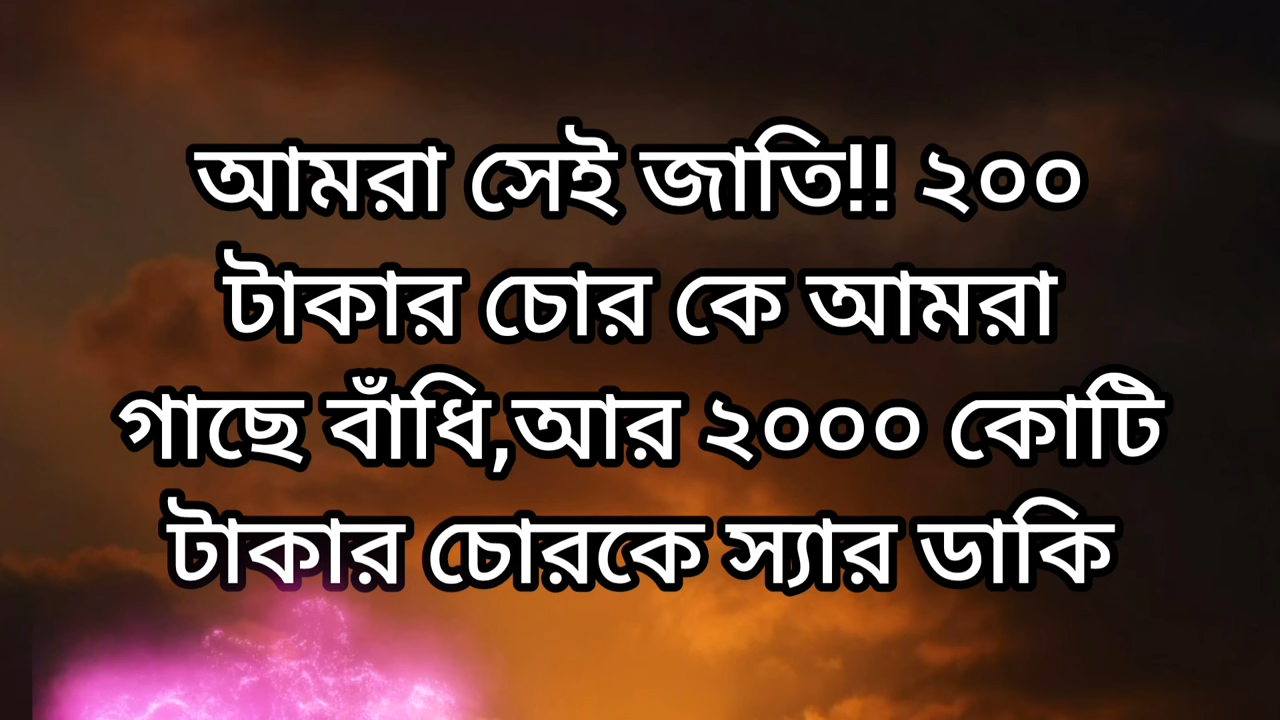 আমরা সেই জাতি!! ২০০
টাকার চোর কে আমরা
গাছে বাঁধি,আর ২০০০ কোটি
টাকার চোরকে স্যার ডাকি